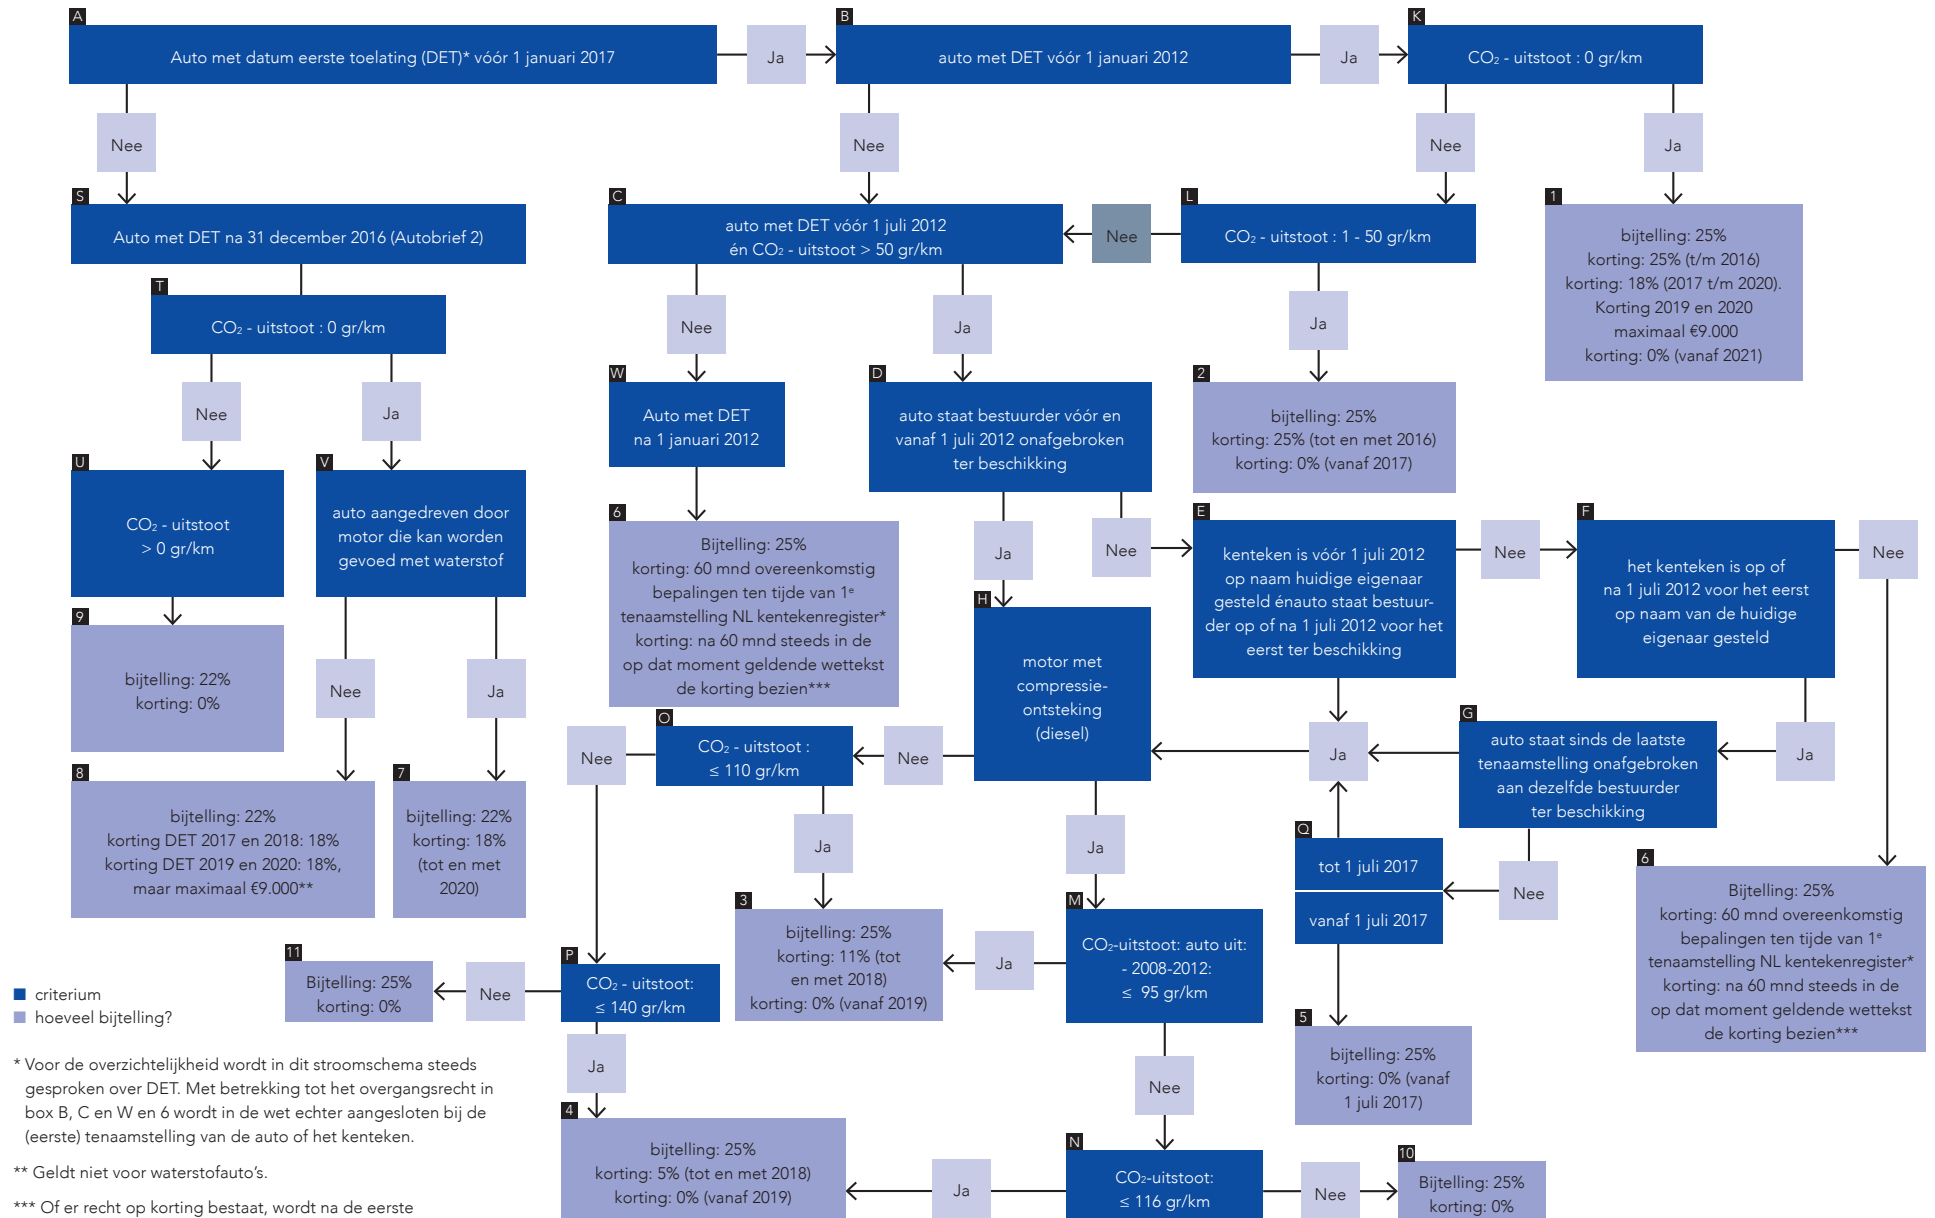 A
Auto met datum eerste toelating (DET)* vóór 1 januari 2017
Ja
B
auto met DET vóór 1 januari 2012
Ja
K
CO₂ - uitstoot : 0 gr/km
Nee
Nee
Nee
Ja
S
Auto met DET na 31 december 2016 (Autobrief 2)
C
auto met DET vóór 1 juli 2012
én CO₂ - uitstoot > 50 gr/km
Nee
L
CO₂ - uitstoot : 1 - 50 gr/km
1
bijtelling: 25%
korting: 25% (t/m 2016)
korting: 18% (2017 t/m 2020).
Korting 2019 en 2020
maximaal €9.000
korting: 0% (vanaf 2021)
T
CO₂ - uitstoot : 0 gr/km
Nee
Ja
Ja
Nee
Ja
W
Auto met DET
na 1 januari 2012
D
auto staat bestuurder vóór en
vanaf 1 juli 2012 onafgebroken
ter beschikking
2
bijtelling: 25%
korting: 25% (tot en met 2016)
korting: 0% (vanaf 2017)
U
CO₂ - uitstoot
> 0 gr/km
V
auto aangedreven door
motor die kan worden
gevoed met waterstof
6
Bijtelling: 25%
korting: 60 mnd overeenkomstig
bepalingen ten tijde van 1ᵉ
tenaamstelling NL kentekenregister*
korting: na 60 mnd steeds in de
op dat moment geldende wettekst
de korting bezien***
Ja
Nee
E
kenteken is vóór 1 juli 2012
op naam huidige eigenaar
gesteld énauto staat bestuur-
der op of na 1 juli 2012 voor het
eerst ter beschikking
Nee
F
het kenteken is op of
na 1 juli 2012 voor het eerst
op naam van de huidige
eigenaar gesteld
Nee
9
bijtelling: 22%
korting: 0%
Nee
Ja
H
motor met
compressie-
ontsteking
(diesel)
O
CO₂ - uitstoot :
≤ 110 gr/km
Nee
Nee
Ja
G
auto staat sinds de laatste
tenaamstelling onafgebroken
aan dezelfde bestuurder
ter beschikking
Ja
8
bijtelling: 22%
korting DET 2017 en 2018: 18%
korting DET 2019 en 2020: 18%,
maar maximaal €9.000**
7
bijtelling: 22%
korting: 18%
(tot en met
2020)
Ja
Ja
Q
tot 1 juli 2017
vanaf 1 juli 2017
Nee
6
Bijtelling: 25%
korting: 60 mnd overeenkomstig
bepalingen ten tijde van 1ᵉ
tenaamstelling NL kentekenregister*
korting: na 60 mnd steeds in de
op dat moment geldende wettekst
de korting bezien***
3
bijtelling: 25%
korting: 11% (tot
en met 2018)
korting: 0% (vanaf 2019)
Ja
M
CO₂-uitstoot: auto uit:
- 2008-2012:
≤ 95 gr/km
11
Bijtelling: 25%
korting: 0%
Nee
P
CO₂ - uitstoot:
≤ 140 gr/km
5
bijtelling: 25%
korting: 0% (vanaf
1 juli 2017)
Ja
Nee
4
bijtelling: 25%
korting: 5% (tot en met 2018)
korting: 0% (vanaf 2019)
Ja
N
CO₂-uitstoot:
≤ 116 gr/km
Nee
10
Bijtelling: 25%
korting: 0%
criterium
hoeveel bijtelling?
* Voor de overzichtelijkheid wordt in dit stroomschema steeds
gesproken over DET. Met betrekking tot het overgangsrecht in
box B, C en W en 6 wordt in de wet echter aangesloten bij de
(eerste) tenaamstelling van de auto of het kenteken.
** Geldt niet voor waterstofauto’s.
*** Of er recht op korting bestaat, wordt na de eerste